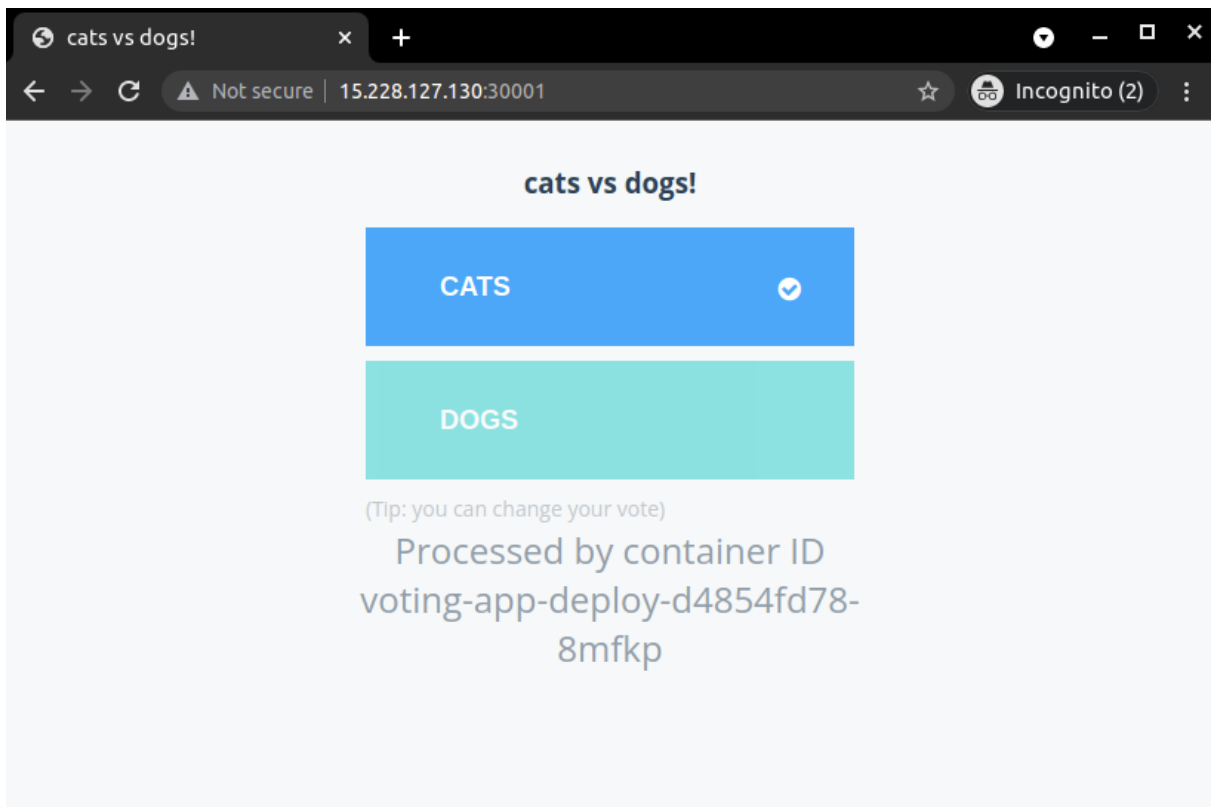 cats vs dogs!
Not secure 15.228.127.130:30001 Incognito (2)
cats vs dogs!
CATS
DOGS
(Tip: you can change your vote)
Processed by container ID
voting-app-deploy-d4854fd78-
8mfkp